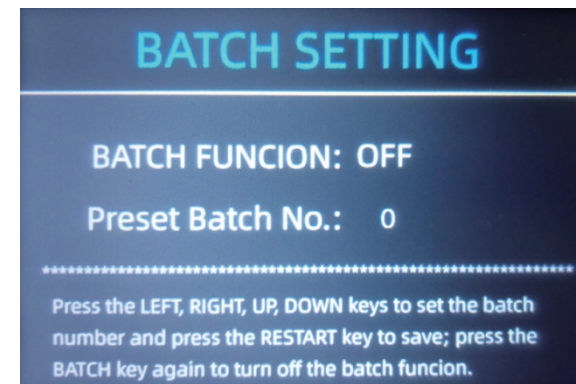 BATCH SETTING
BATCH FUNCION: OFF
Preset Batch No.: 0
******************************************************************
Press the LEFT, RIGHT, UP, DOWN keys to set the batch
number and press the RESTART key to save; press the
BATCH key again to turn off the batch funcion.